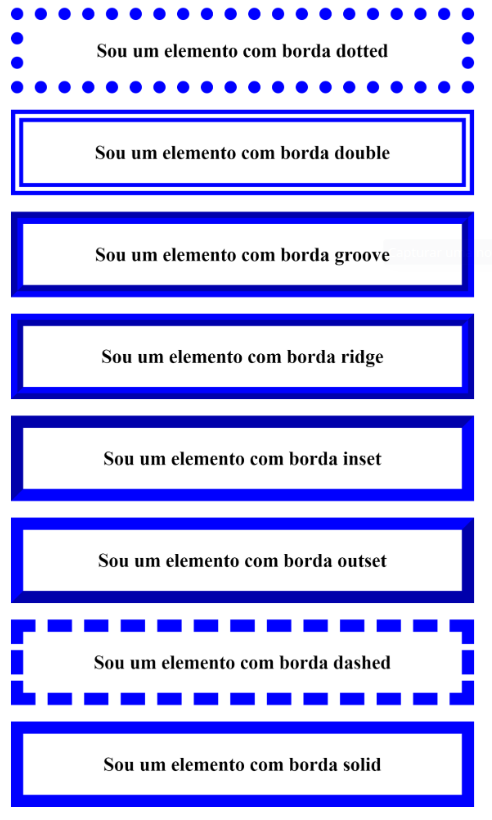 Sou um elemento com borda dotted
Sou um elemento com borda double
Sou um elemento com borda groove
Sou um elemento com borda ridge
Sou um elemento com borda inset
Sou um elemento com borda outset
Sou um elemento com borda dashed
Sou um elemento com borda solid